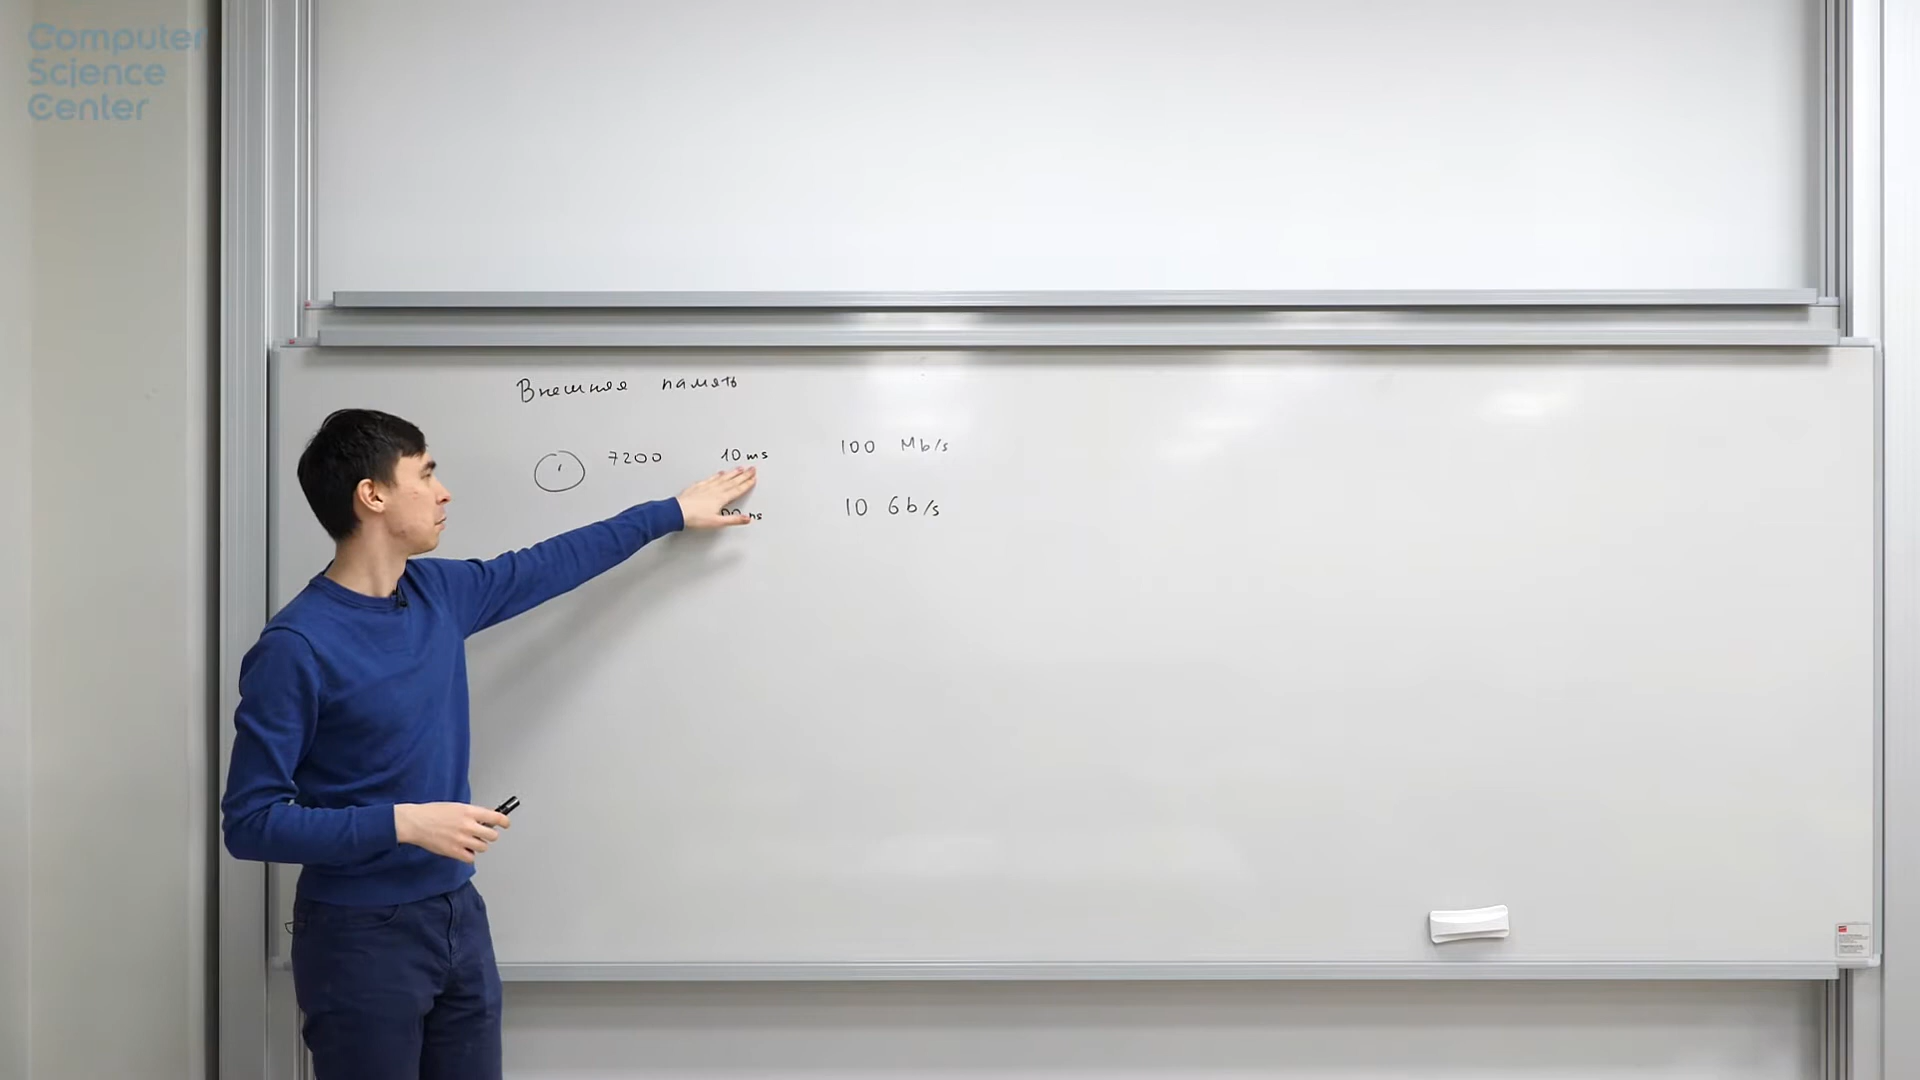 Computer
Science
Center
Внешняя память
7200 10 ms 100 Mb/s
10 Gb/s